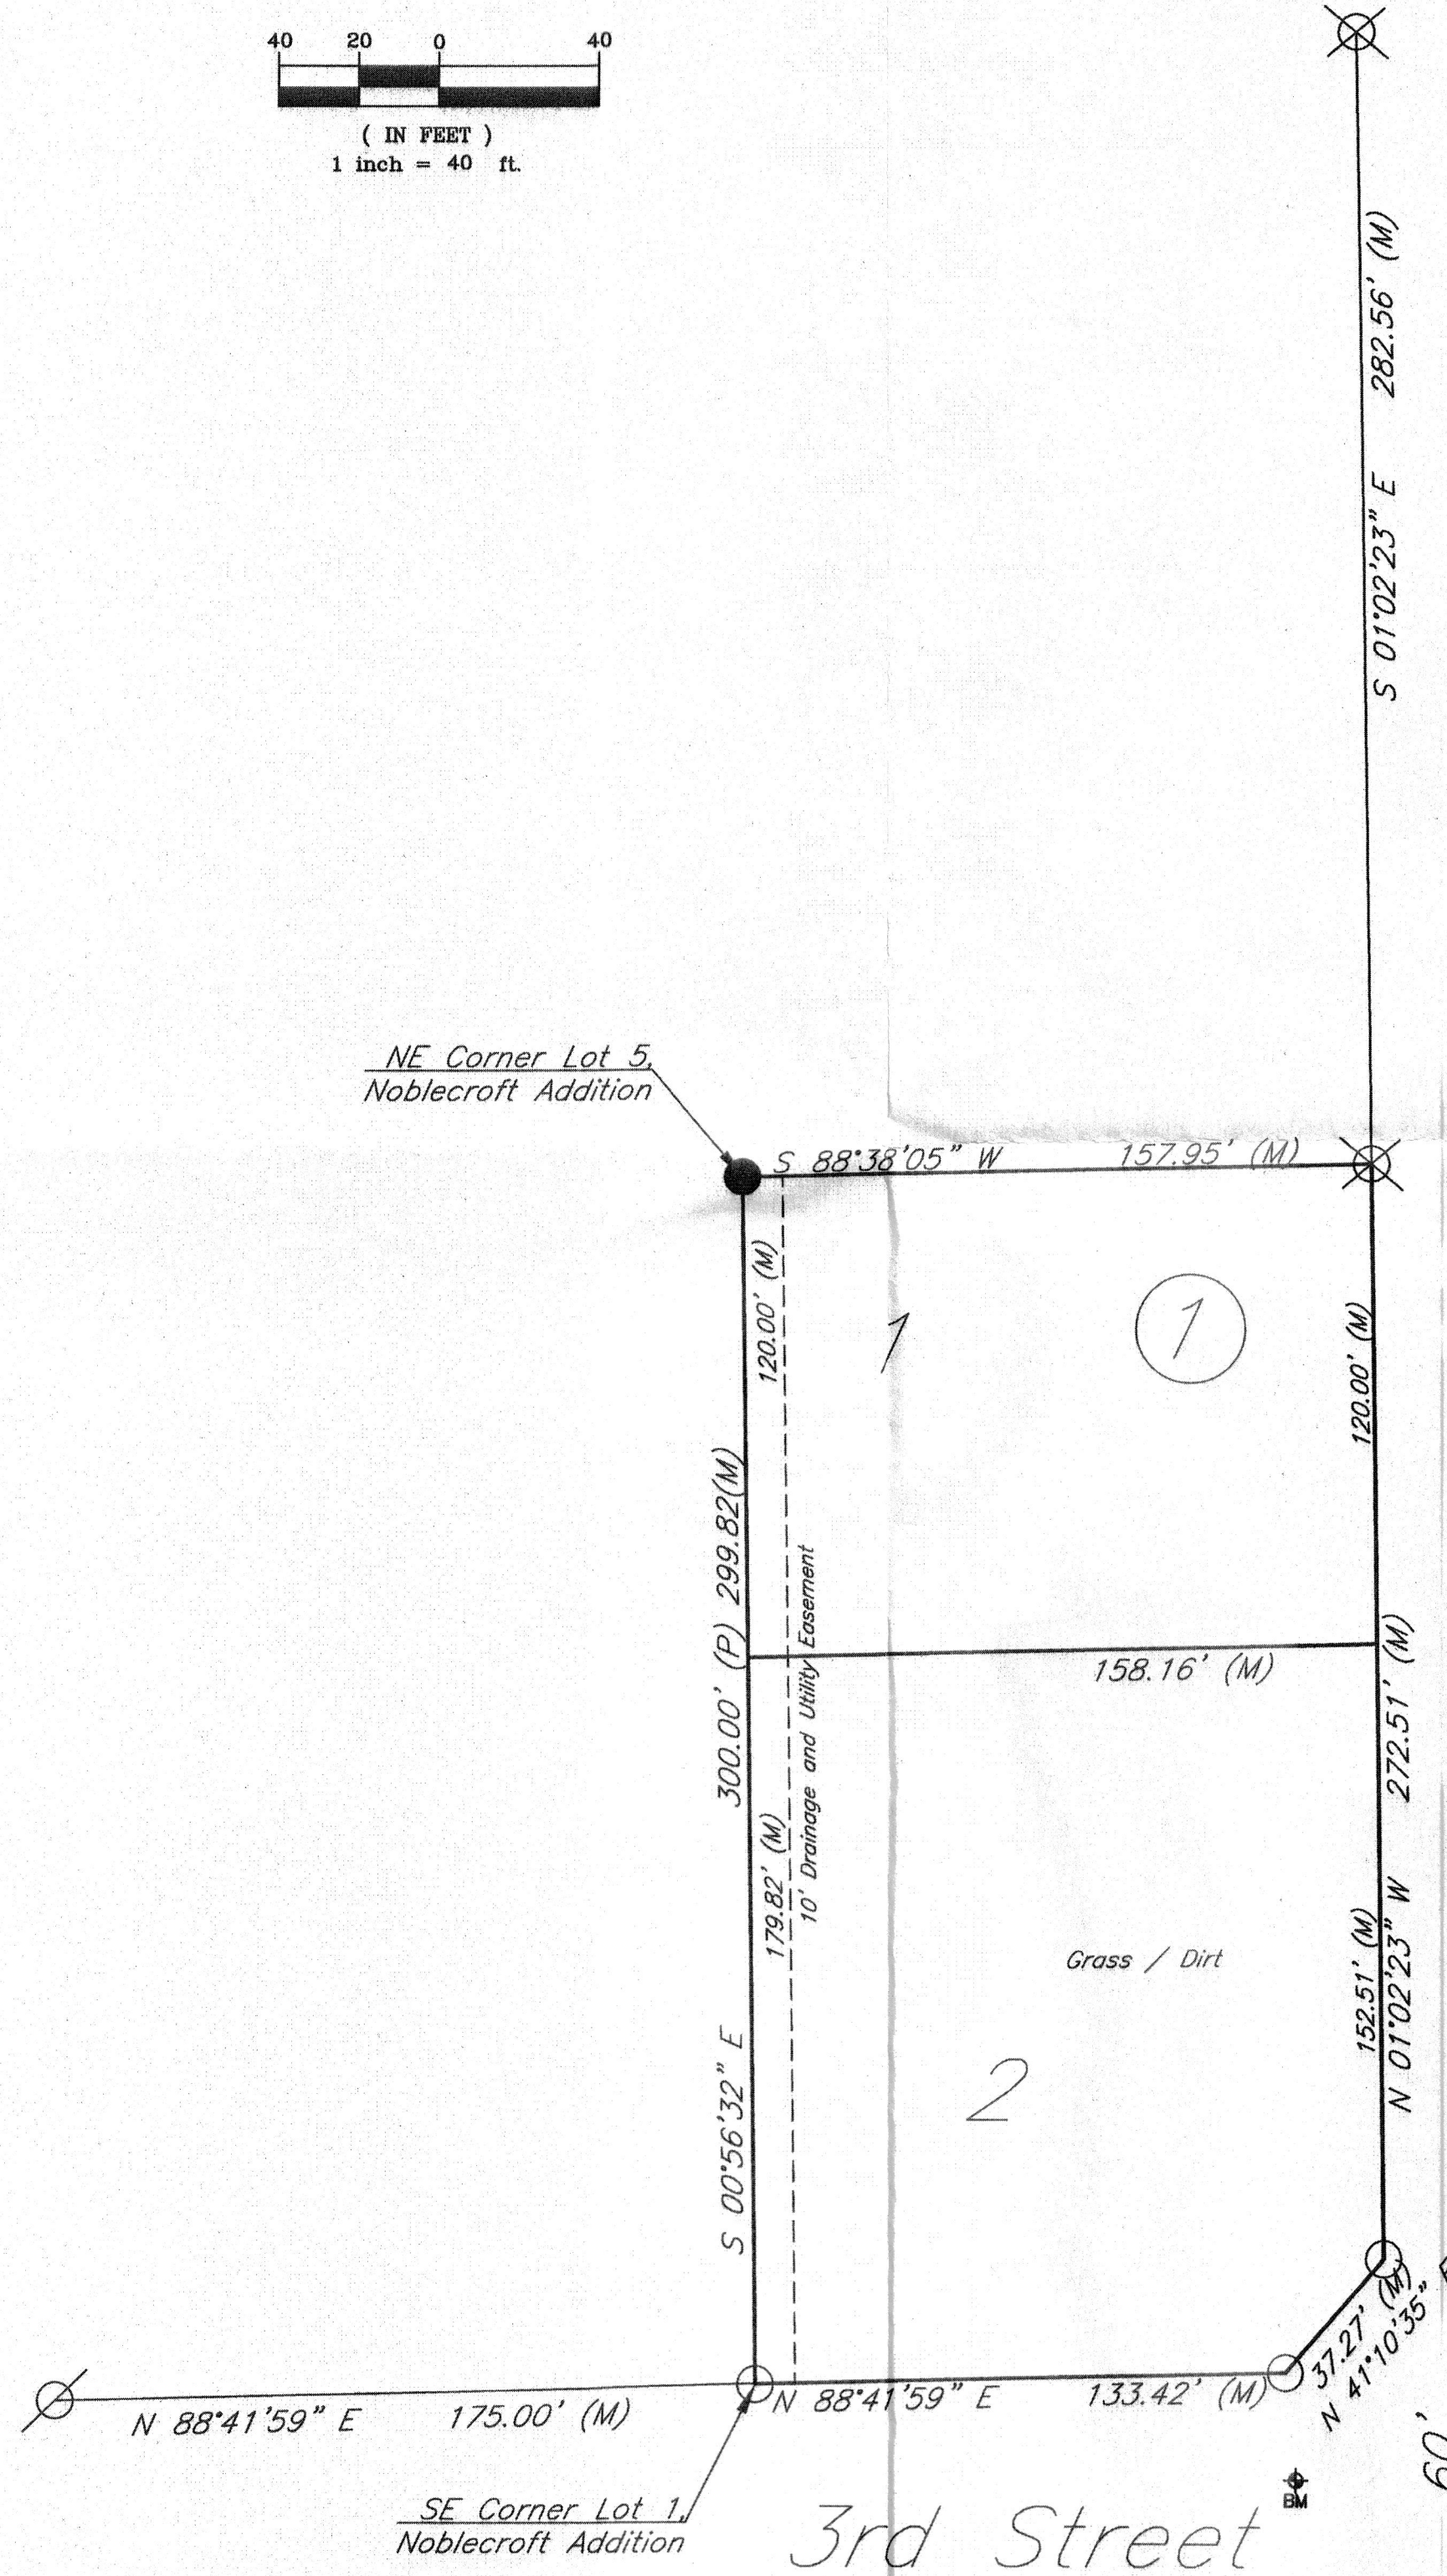 40 20 0 40
( IN FEET )
1 inch = 40 ft.
S 01°02'23" E 282.56' (M)
NE Corner Lot 5,
Noblecroft Addition
S 88°38'05" W 157.95' (M)
120.00' (M)
1
1
120.00' (M)
300.00' (P) 299.82(M)
10' Drainage and Utility Easement
158.16' (M)
N 01°02'23" W 272.51' (M)
179.82' (M)
152.51' (M)
Grass / Dirt
S 00°56'32" E
2
37.27' (M)
N 41°10'35" E
N 88°41'59" E 175.00' (M)
N 88°41'59" E 133.42' (M)
60'
BM
SE Corner Lot 1,
Noblecroft Addition
3rd Street